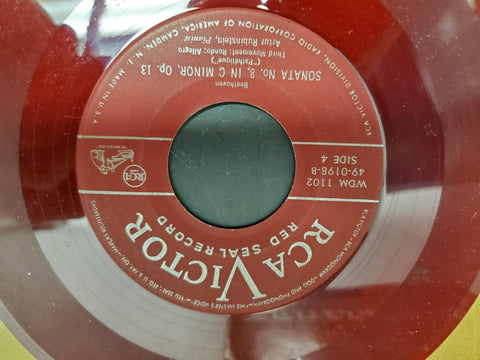 RCA VICTOR
RED SEAL RECORD
WDM 1102
49-0198-B
SIDE 4
RCA
Beethoven
SONATA No. 8, IN C MINOR, Op. 13
("Pathétique")
Third Movement: Rondo; Allegro
Artur Rubinstein, Pianist
RCA VICTOR DIVISION, RADIO CORPORATION OF AMERICA, CAMDEN, N. J. MADE IN U S A